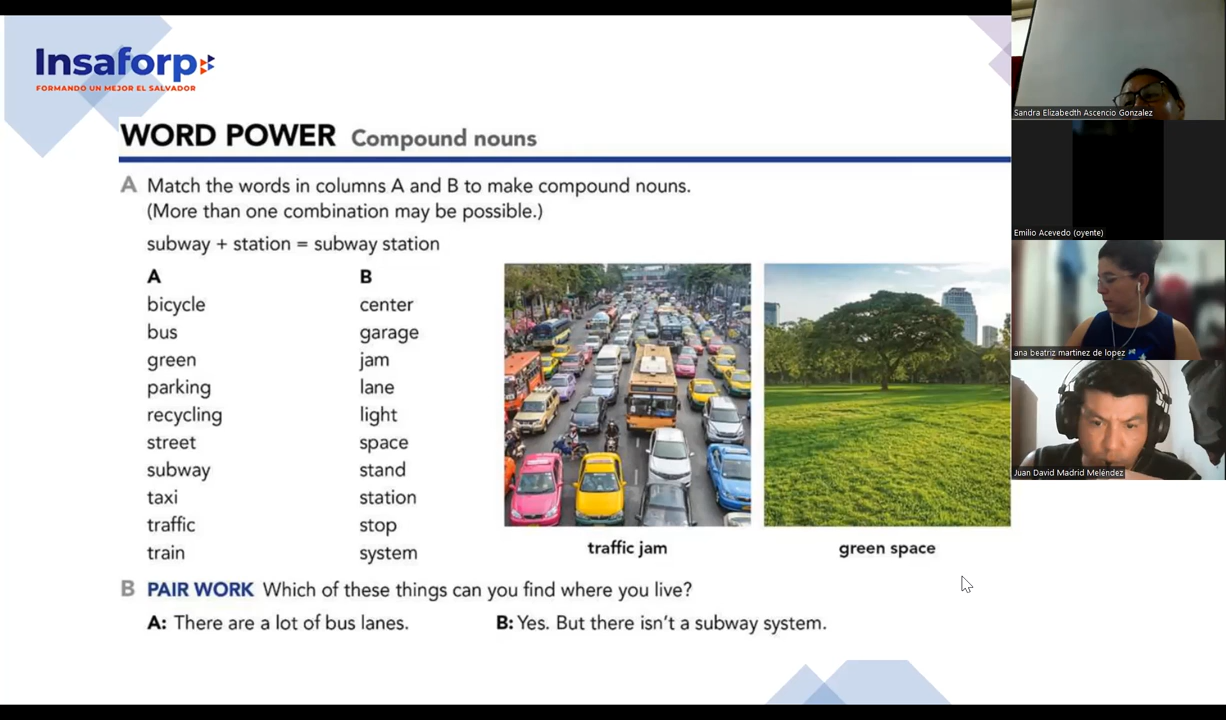 Insaforp
FORMANDO UN MEJOR EL SALVADOR
WORD POWER Compound nouns
A Match the words in columns A and B to make compound nouns.
(More than one combination may be possible.)
subway + station = subway station
A B
bicycle center
bus garage
green jam
parking lane
recycling light
street space
subway stand
taxi station
traffic stop
train system
traffic jam
green space
B PAIR WORK Which of these things can you find where you live?
A: There are a lot of bus lanes. B: Yes. But there isn't a subway system.
Sandra Elizabedth Ascencio Gonzalez
Emilio Acevedo (oyente)
ana beatriz martinez de lopez
Juan David Madrid Meléndez